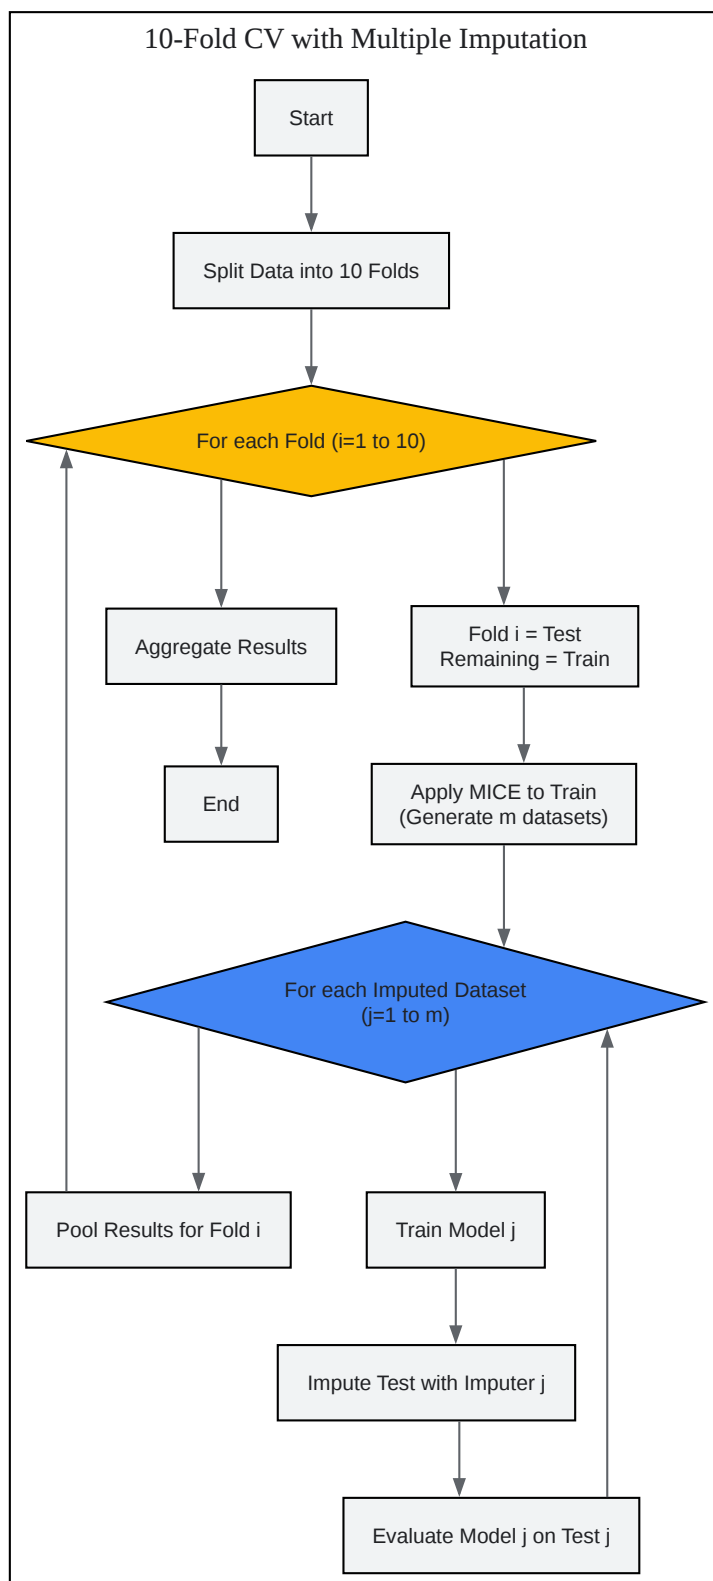 10-Fold CV with Multiple Imputation
Start
Split Data into 10 Folds
For each Fold (i=1 to 10)
Aggregate Results
Fold i = Test
Remaining = Train
End
Apply MICE to Train
(Generate m datasets)
For each Imputed Dataset
(j=1 to m)
Pool Results for Fold i
Train Model j
Impute Test with Imputer j
Evaluate Model j on Test j